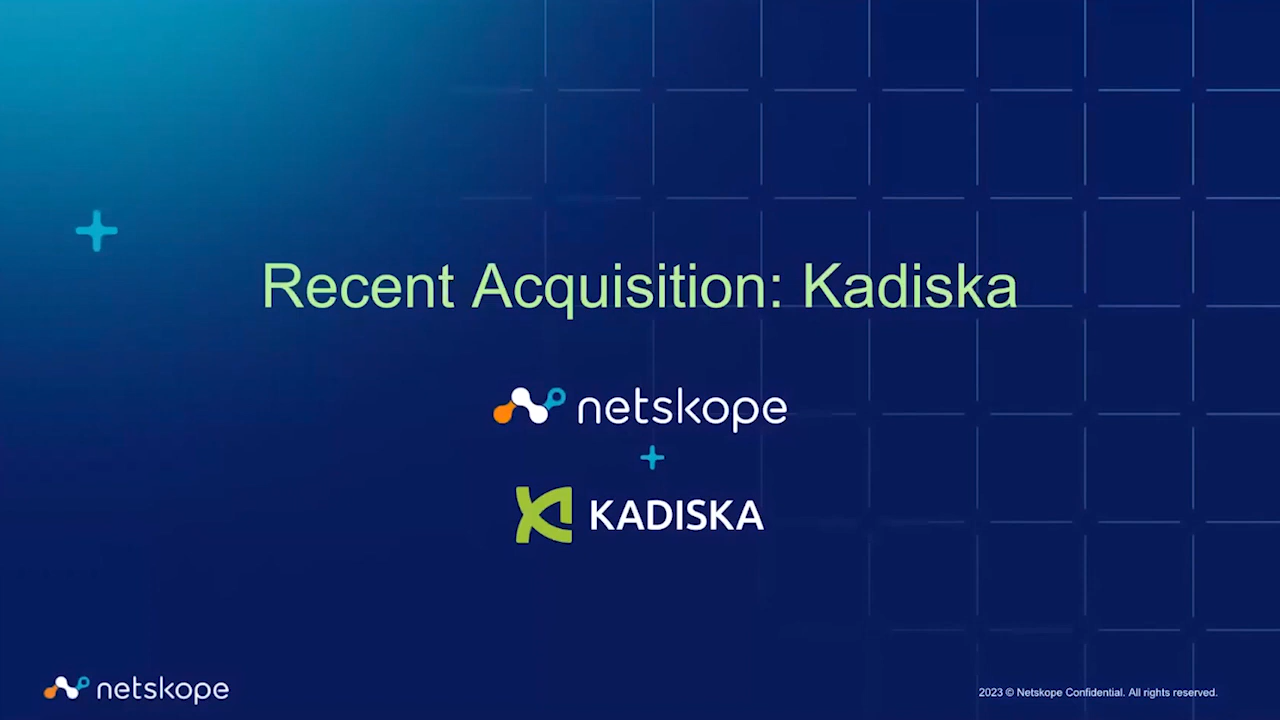 Recent Acquisition: Kadiska
netskope
+
KADISKA
netskope
2023 © Netskope Confidential. All rights reserved.